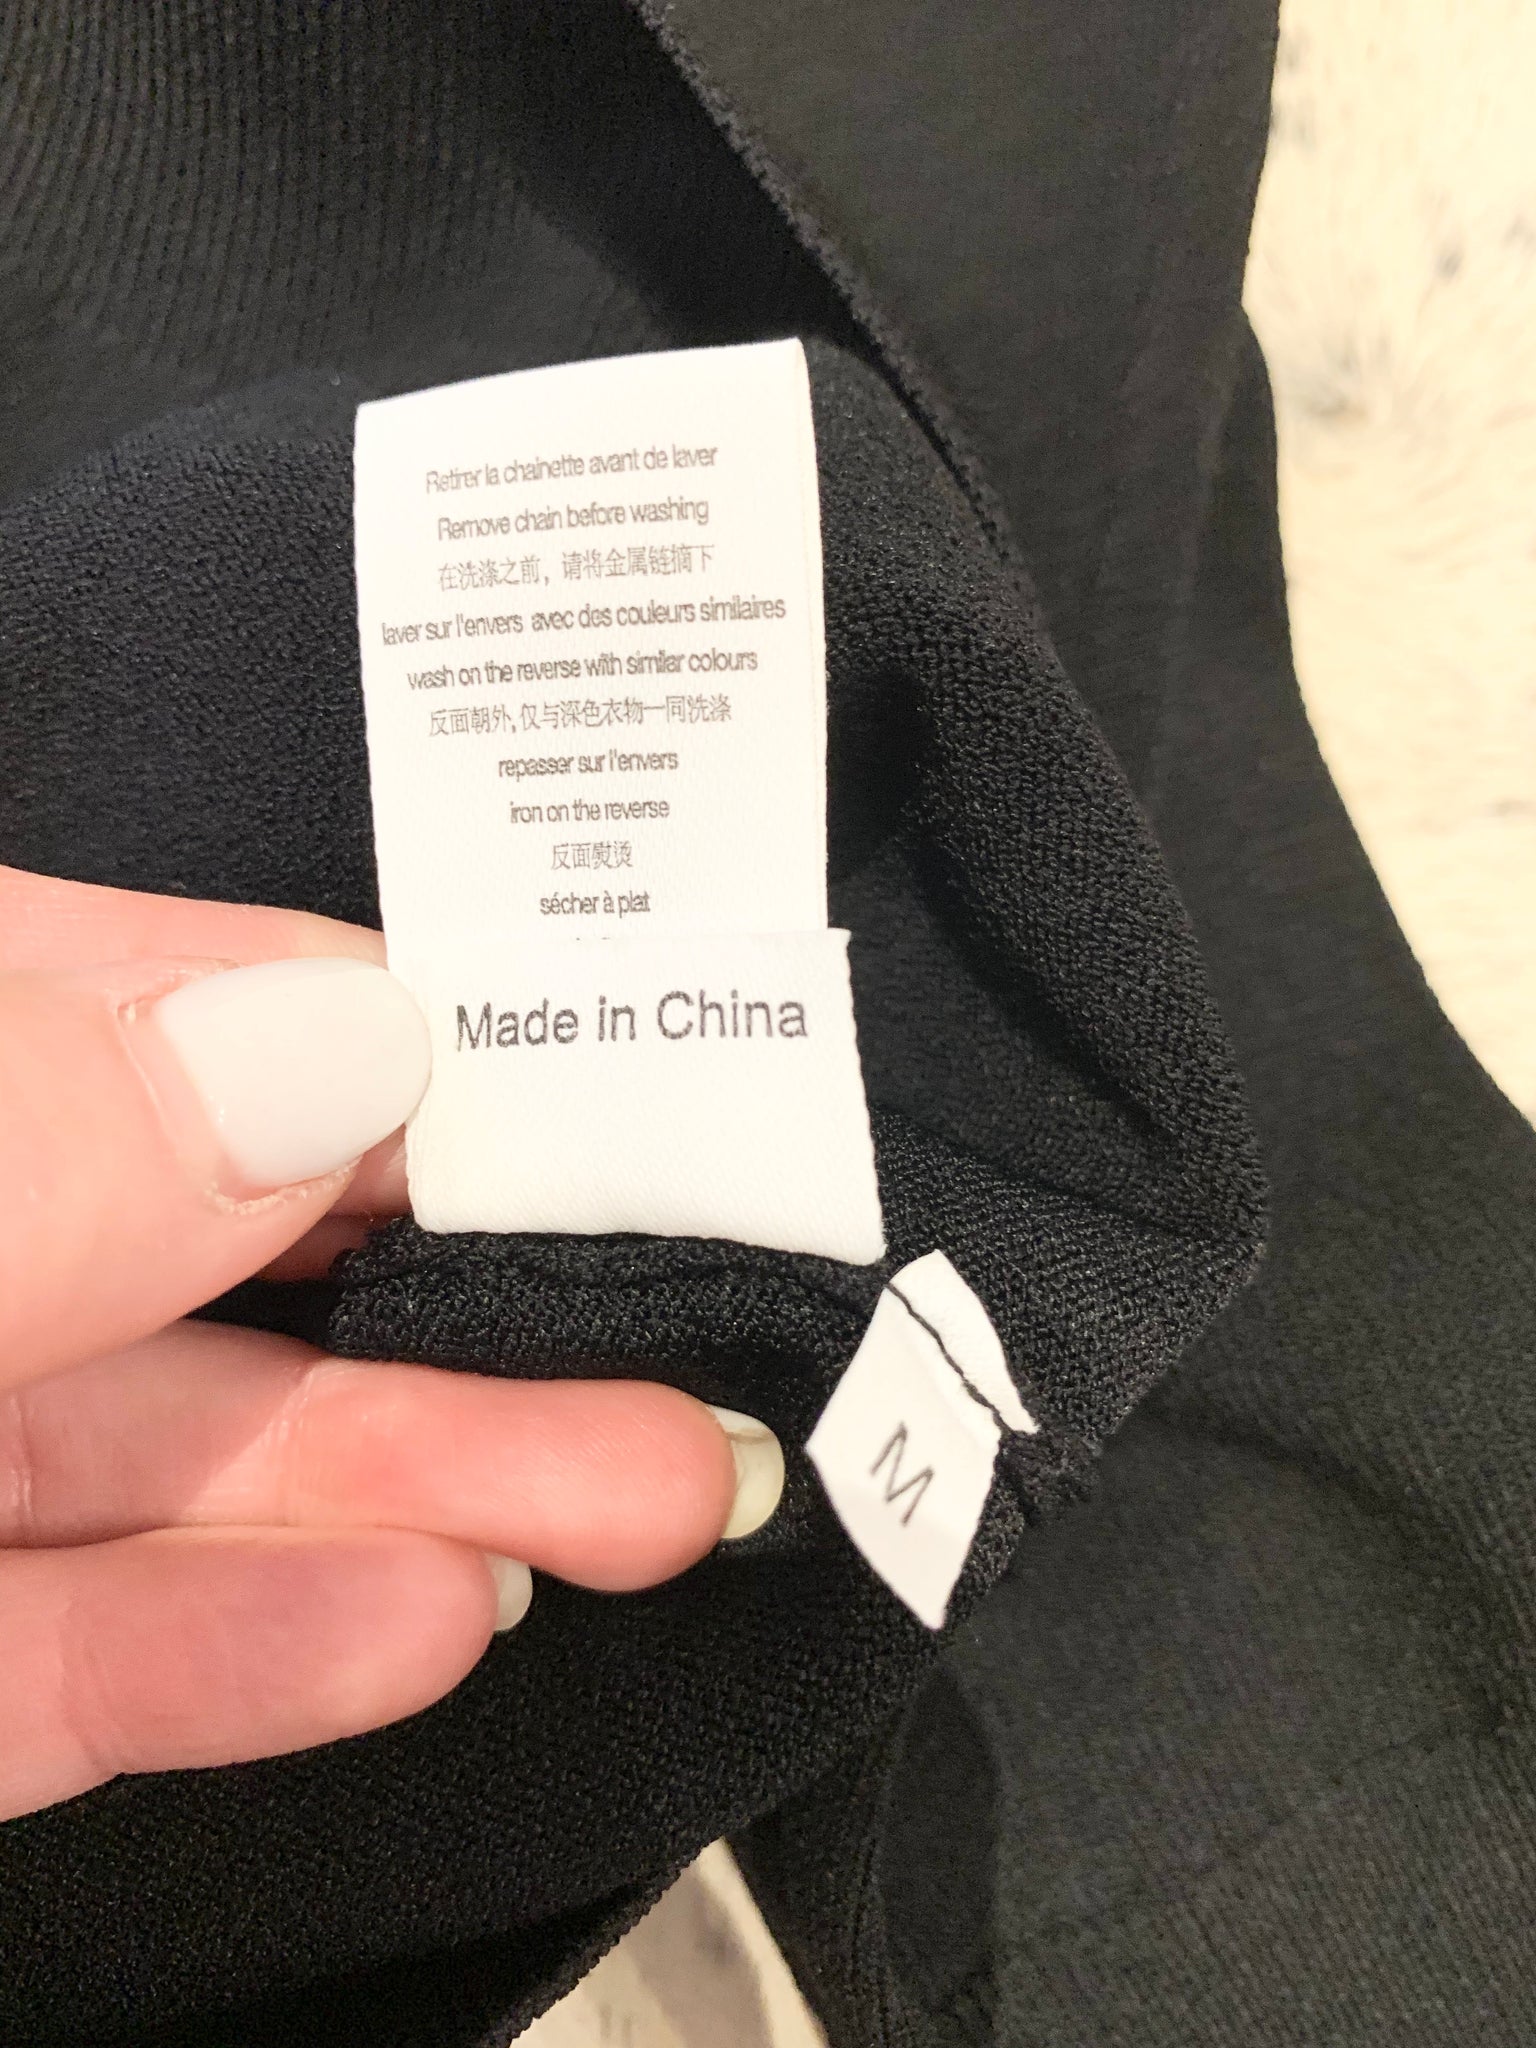 Retirer la chainette avant de laver
Remove chain before washing
在洗涤之前，请将金属链摘下
laver sur l'envers avec des couleurs similaires
wash on the reverse with similar colours
反面朝外,仅与深色衣物一同洗涤
repasser sur l'envers
iron on the reverse
反面熨烫
sécher à plat
Made in China
M